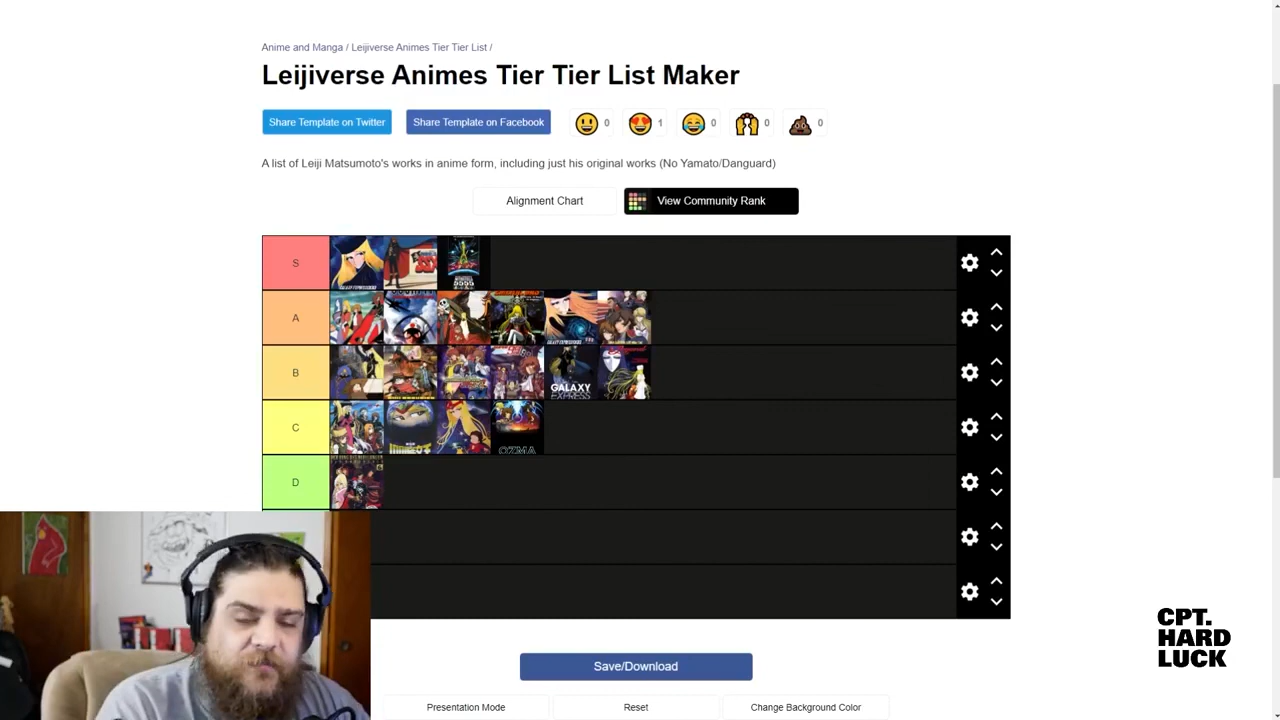 Anime and Manga / Leijiverse Animes Tier Tier List /
Leijiverse Animes Tier Tier List Maker
Share Template on Twitter
Share Template on Facebook
0
1
0
0
0
A list of Leiji Matsumoto's works in anime form, including just his original works (No Yamato/Danguard)
Alignment Chart
View Community Rank
S
A
B
GALAXY
EXPRESS
C
OZMA
D
CPT.
HARD
LUCK
Save/Download
Presentation Mode
Reset
Change Background Color